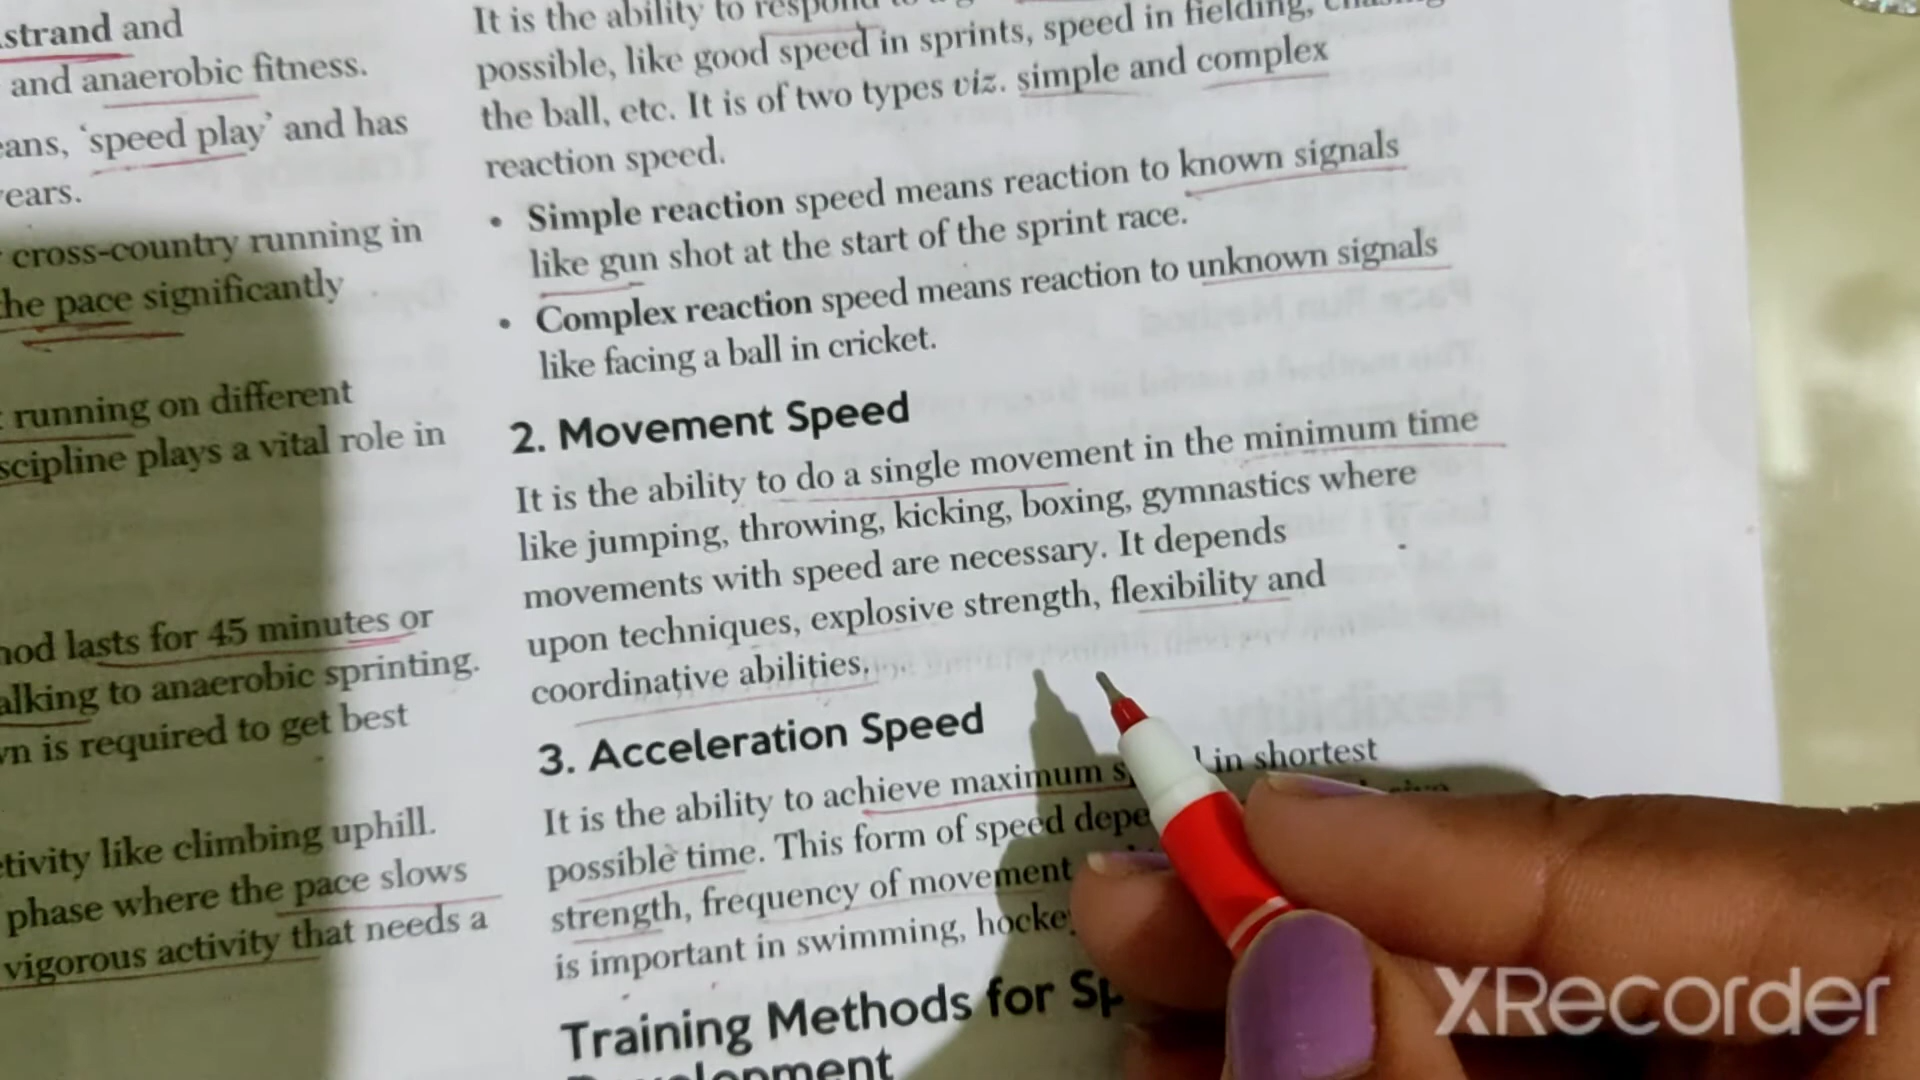 strand and
and anaerobic fitness.
'speed play' and has
cross-country running in
the pace significantly
running on different
plays a vital role in
lasts for 45 minutes or
to anaerobic sprinting.
is required to get best
like climbing uphill.
phase where the pace slows
vigorous activity that needs a
It is the ability to respond to
possible, like good speed in sprints, speed in fielding,
the ball, etc. It is of two types viz. simple and complex
reaction speed.
• Simple reaction speed means reaction to known signals
like gun shot at the start of the sprint race.
• Complex reaction speed means reaction to unknown signals
like facing a ball in cricket.
2. Movement Speed
It is the ability to do a single movement in the minimum time
like jumping, throwing, kicking, boxing, gymnastics where
movements with speed are necessary. It depends
upon techniques, explosive strength, flexibility and
coordinative abilities.
3. Acceleration Speed
It is the ability to achieve maximum in shortest
possible time. This form of speed
strength, frequency of movement
is important in swimming,
Training Methods for
XRecorder